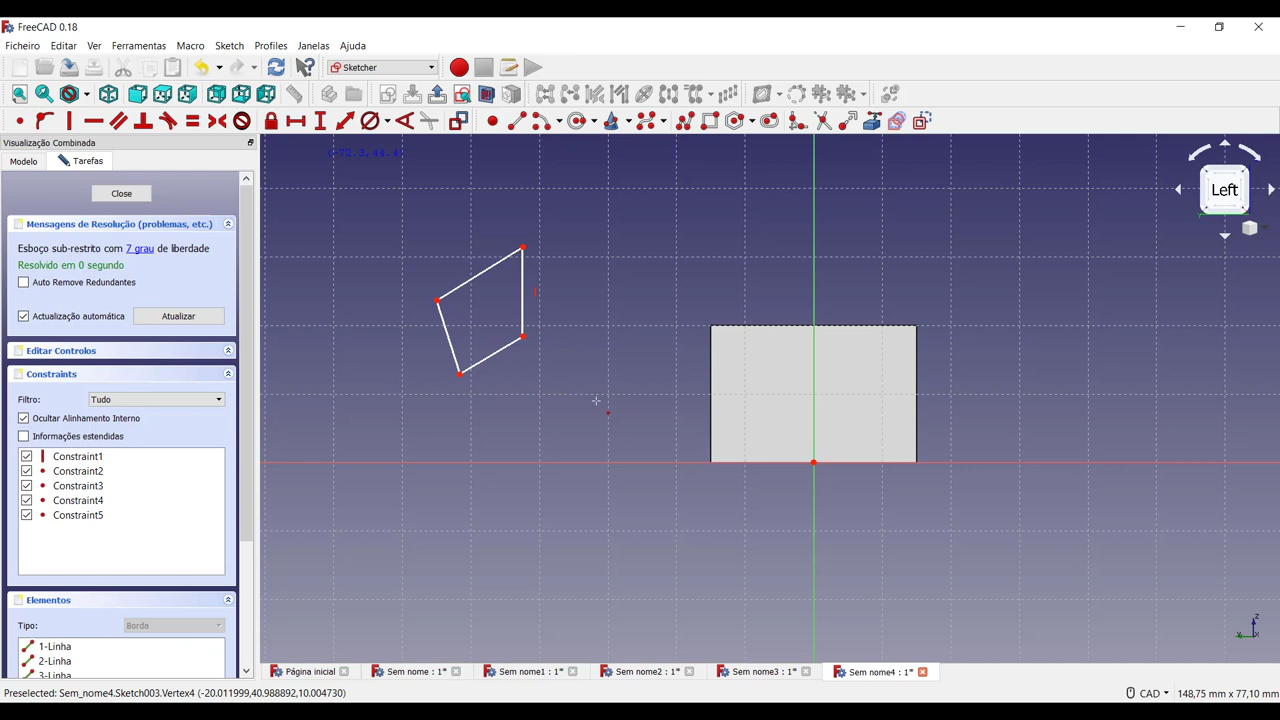 FreeCAD 0.18
Ficheiro Editar Ver Ferramentas Macro Sketch Profiles Janelas Ajuda
Sketcher
Visualização Combinada
Modelo Tarefas
Close
Mensagens de Resolução (problemas, etc.)
Esboço sub-restrito com 7 grau de liberdade
Resolvido em 0 segundo
Auto Remove Redundantes
Actualização automática Atualizar
Editar Controlos
Constraints
Filtro: Tudo
Ocultar Alinhamento Interno
Informações estendidas
Constraint1
Constraint2
Constraint3
Constraint4
Constraint5
Elementos
Tipo: Borda
1-Linha
2-Linha
3-Linha
Left
z
Y x
Página inicial Sem nome : 1* Sem nome1 : 1* Sem nome2 : 1* Sem nome3 : 1* Sem nome4 : 1*
Preselected: Sem_nome4.Sketch003.Vertex4 (-20.011999,40.988892,10.004730) CAD 148,75 mm x 77,10 mm